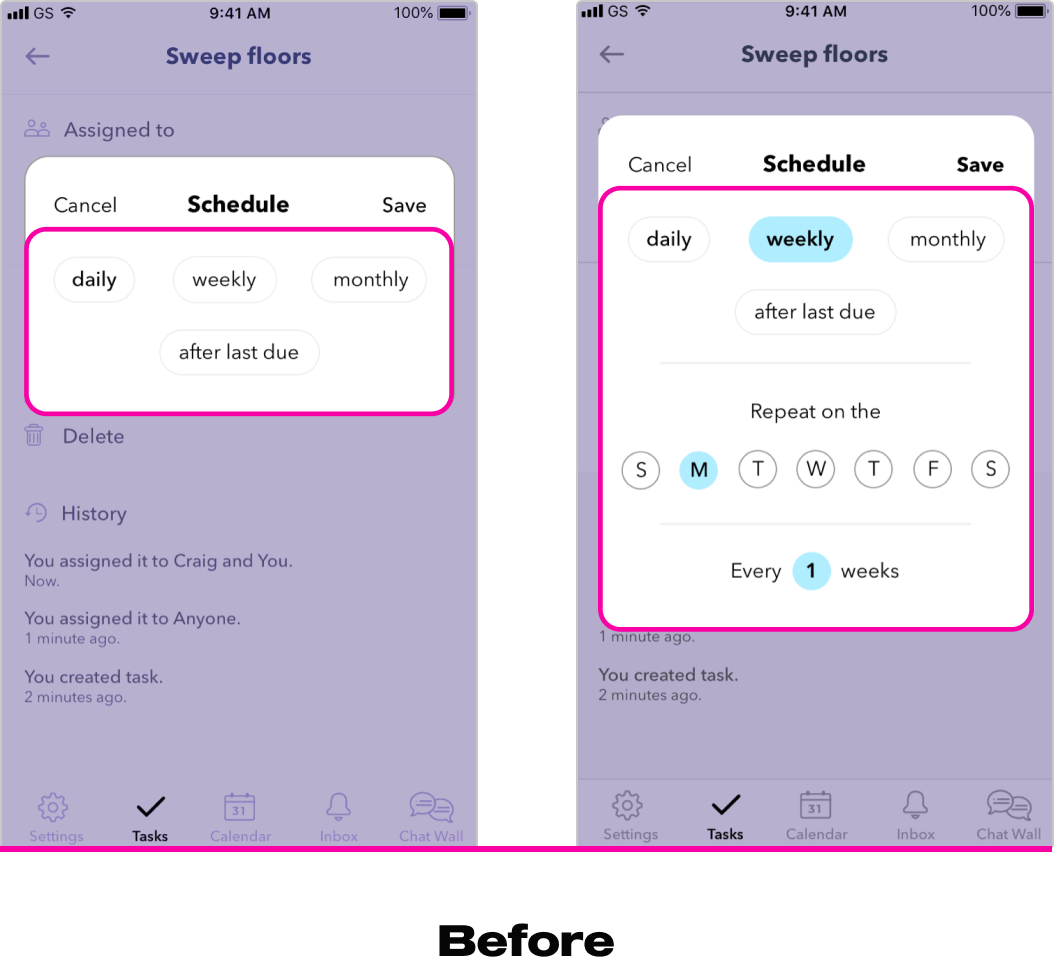 GS 9:41 AM 100%
Sweep floors
Assigned to
Cancel Schedule Save
daily weekly monthly
after last due
Delete
History
You assigned it to Craig and You.
Now.
You assigned it to Anyone.
1 minute ago.
You created task.
2 minutes ago.
31
Settings Tasks Calendar Inbox Chat Wall
GS 9:41 AM 100%
Sweep floors
Cancel Schedule Save
daily weekly monthly
after last due
Repeat on the
S M T W T F S
Every 1 weeks
1 minute ago.
You created task.
2 minutes ago.
31
Settings Tasks Calendar Inbox Chat Wall
Before